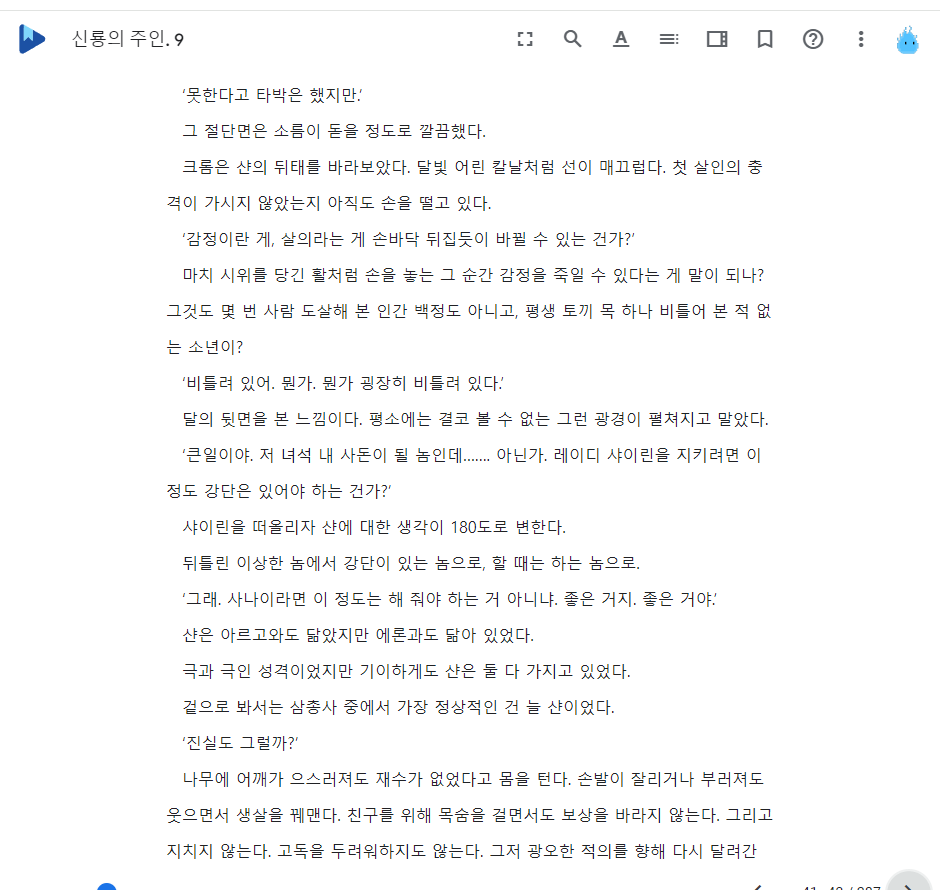 신룡의 주인. 9
‘못한다고 타박은 했지만.’
그 절단면은 소름이 돋을 정도로 깔끔했다.
크롬은 샨의 뒤태를 바라보았다. 달빛 어린 칼날처럼 선이 매끄럽다. 첫 살인의 충
격이 가시지 않았는지 아직도 손을 떨고 있다.
‘감정이란 게, 살의라는 게 손바닥 뒤집듯이 바뀔 수 있는 건가?’
마치 시위를 당긴 활처럼 손을 놓는 그 순간 감정을 죽일 수 있다는 게 말이 되나?
그것도 몇 번 사람 도살해 본 인간 백정도 아니고, 평생 토끼 목 하나 비틀어 본 적 없
는 소년이?
‘비틀려 있어. 뭔가. 뭔가 굉장히 비틀려 있다.’
달의 뒷면을 본 느낌이다. 평소에는 결코 볼 수 없는 그런 광경이 펼쳐지고 말았다.
‘큰일이야. 저 녀석 내 사돈이 될 놈인데....... 아닌가. 레이디 샤이린을 지키려면 이
정도 강단은 있어야 하는 건가?’
샤이린을 떠올리자 샨에 대한 생각이 180도로 변한다.
뒤틀린 이상한 놈에서 강단이 있는 놈으로, 할 때는 하는 놈으로.
‘그래. 사나이라면 이 정도는 해 줘야 하는 거 아니냐. 좋은 거지. 좋은 거야.’
샨은 아르고와도 닮았지만 에론과도 닮아 있었다.
극과 극인 성격이었지만 기이하게도 샨은 둘 다 가지고 있었다.
겉으로 봐서는 삼총사 중에서 가장 정상적인 건 늘 샨이었다.
‘진실도 그럴까?’
나무에 어깨가 으스러져도 재수가 없었다고 몸을 턴다. 손발이 잘리거나 부러져도
웃으면서 생살을 꿰맨다. 친구를 위해 목숨을 걸면서도 보상을 바라지 않는다. 그리고
지치지 않는다. 고독을 두려워하지도 않는다. 그저 광오한 적의를 향해 다시 달려간